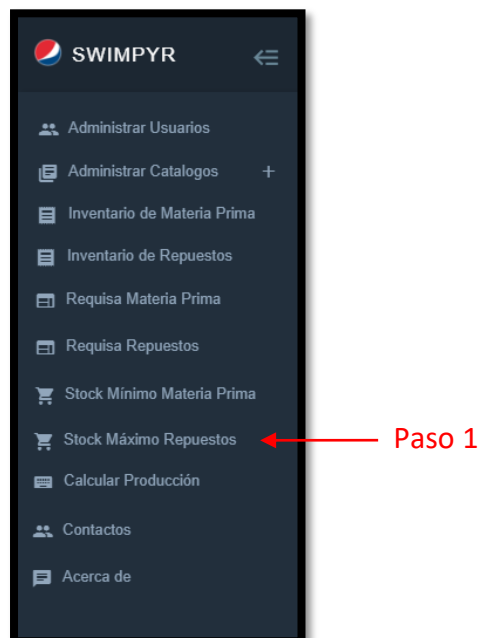 SWIMPYR
Administrar Usuarios
Administrar Catalogos +
Inventario de Materia Prima
Inventario de Repuestos
Requisa Materia Prima
Requisa Repuestos
Stock Mínimo Materia Prima
Stock Máximo Repuestos
Paso 1
Calcular Producción
Contactos
Acerca de